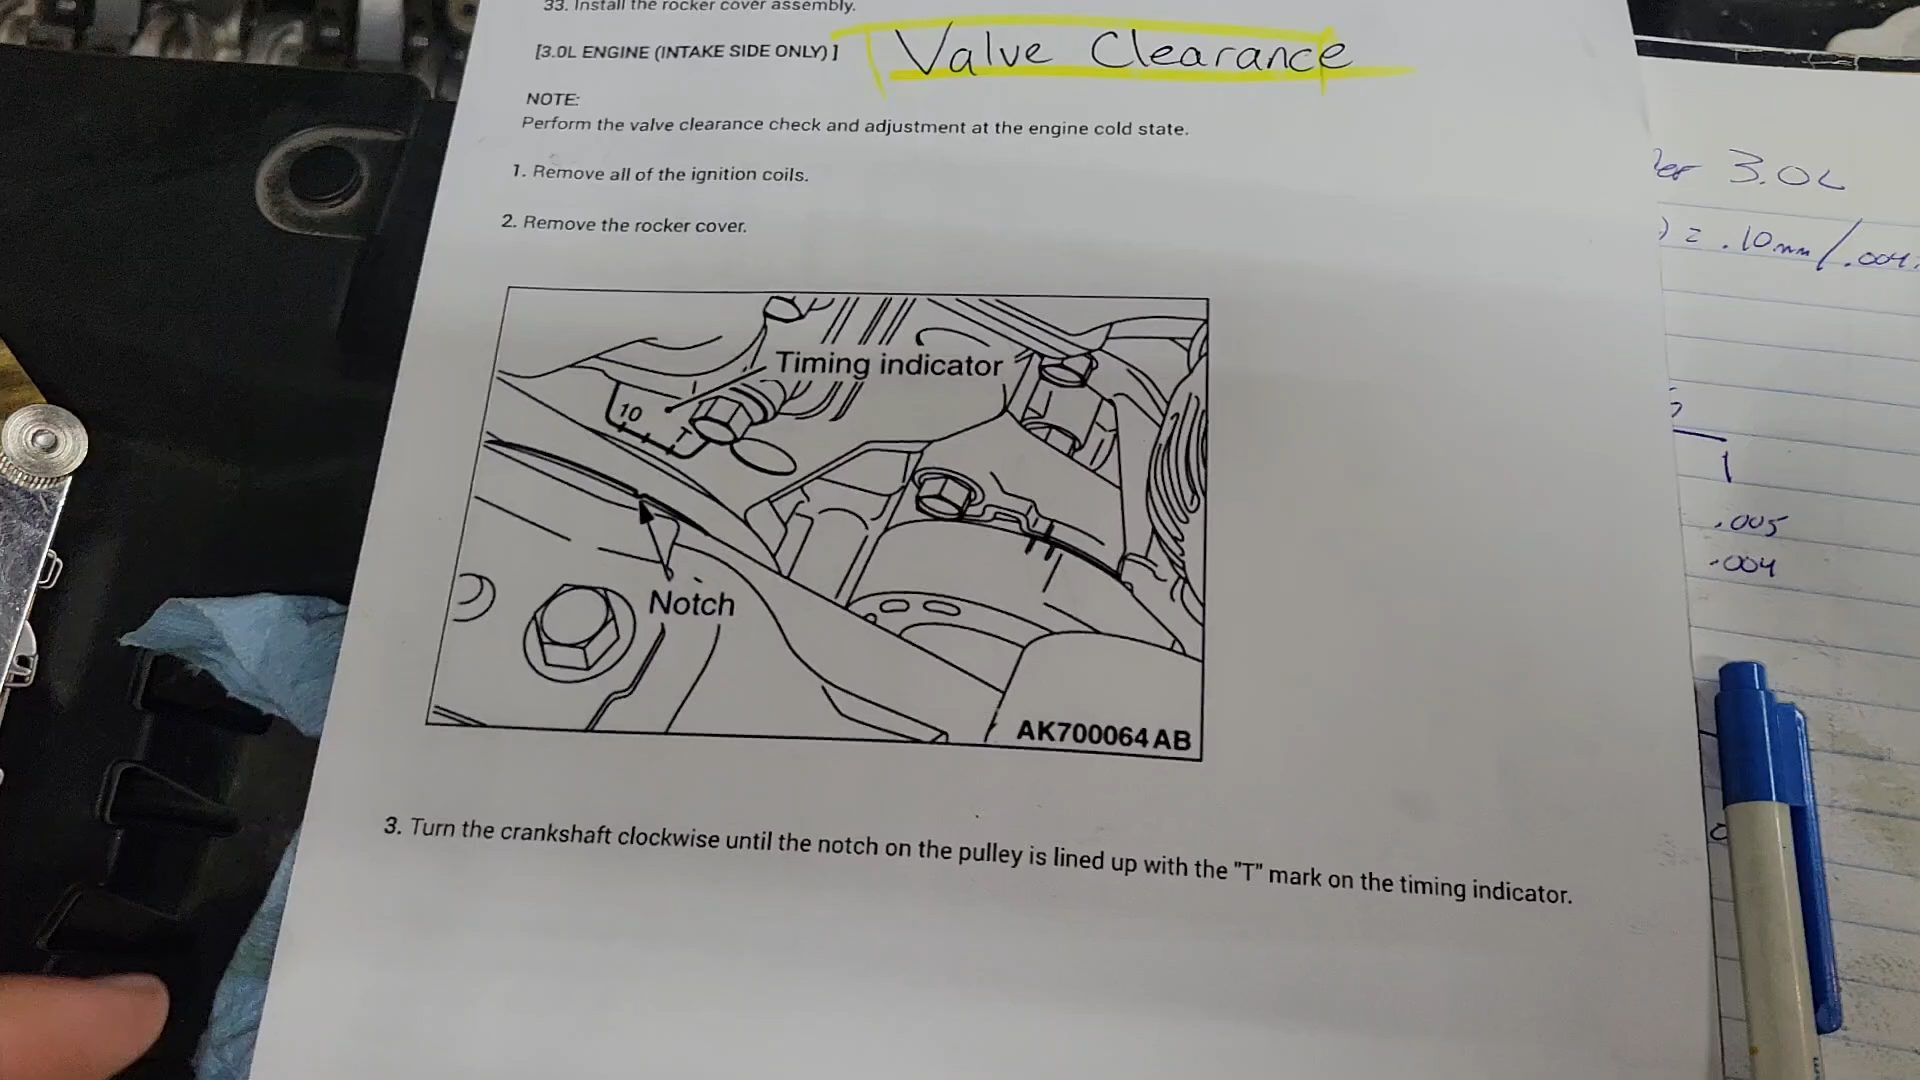 33. Install the rocker cover assembly.
[3.0L ENGINE (INTAKE SIDE ONLY) ] Valve Clearance
NOTE:
Perform the valve clearance check and adjustment at the engine cold state.
1. Remove all of the ignition coils.
2. Remove the rocker cover.
Timing indicator
10
T
Notch
AK700064AB
3. Turn the crankshaft clockwise until the notch on the pulley is lined up with the "T" mark on the timing indicator.
3.0L
) = .10mm/.004
1
.005
.004